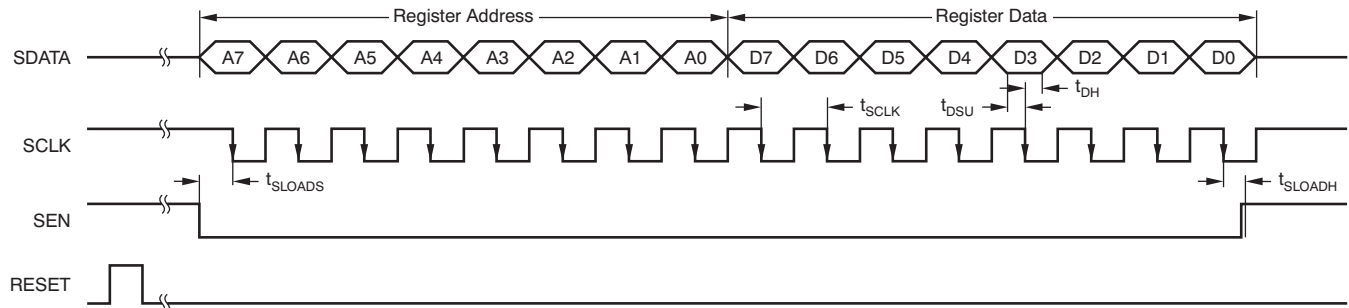 Register Address Register Data
SDATA A7 A6 A5 A4 A3 A2 A1 A0 D7 D6 D5 D4 D3 D2 D1 D0
tSCLK tDSU tDH
SCLK
tSLOADS tSLOADH
SEN
RESET